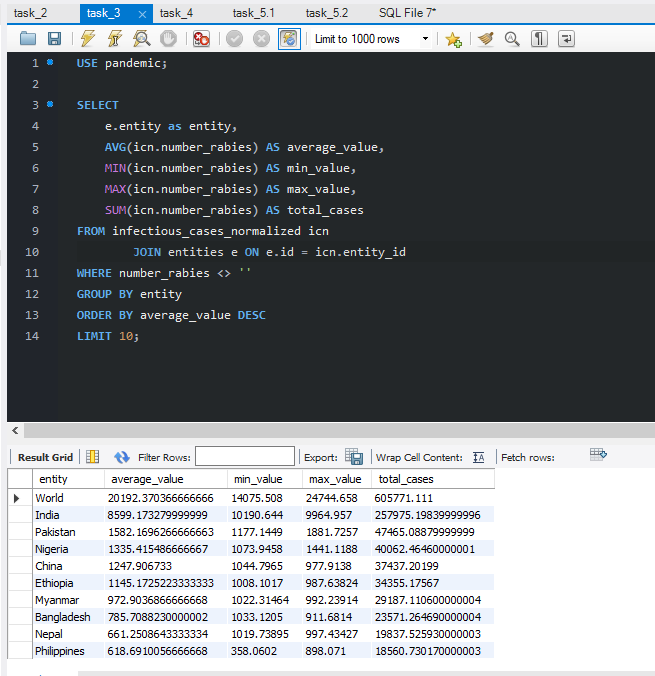 task_2 task_3 task_4 task_5.1 task_5.2 SQL File 7*
Limit to 1000 rows
1 USE pandemic;
2
3 SELECT
4 e.entity as entity,
5 AVG(icn.number_rabies) AS average_value,
6 MIN(icn.number_rabies) AS min_value,
7 MAX(icn.number_rabies) AS max_value,
8 SUM(icn.number_rabies) AS total_cases
9 FROM infectious_cases_normalized icn
10 JOIN entities e ON e.id = icn.entity_id
11 WHERE number_rabies <> ''
12 GROUP BY entity
13 ORDER BY average_value DESC
14 LIMIT 10;
Result Grid Filter Rows: Export: Wrap Cell Content: Fetch rows:
entity average_value min_value max_value total_cases
World 20192.370366666666 14075.508 24744.658 605771.111
India 8599.173279999999 10190.644 9964.957 257975.19839999996
Pakistan 1582.1696266666663 1177.1449 1881.7257 47465.08879999999
Nigeria 1335.415486666667 1073.9458 1441.1188 40062.46460000001
China 1247.906733 1044.7965 977.9138 37437.20199
Ethiopia 1145.1725223333333 1008.1017 987.63824 34355.17567
Myanmar 972.9036866666668 1022.31464 992.23914 29187.110600000004
Bangladesh 785.7088230000002 1033.1205 911.6814 23571.264690000004
Nepal 661.2508643333334 1019.73895 997.43427 19837.525930000003
Philippines 618.6910056666668 358.0602 898.071 18560.730170000003